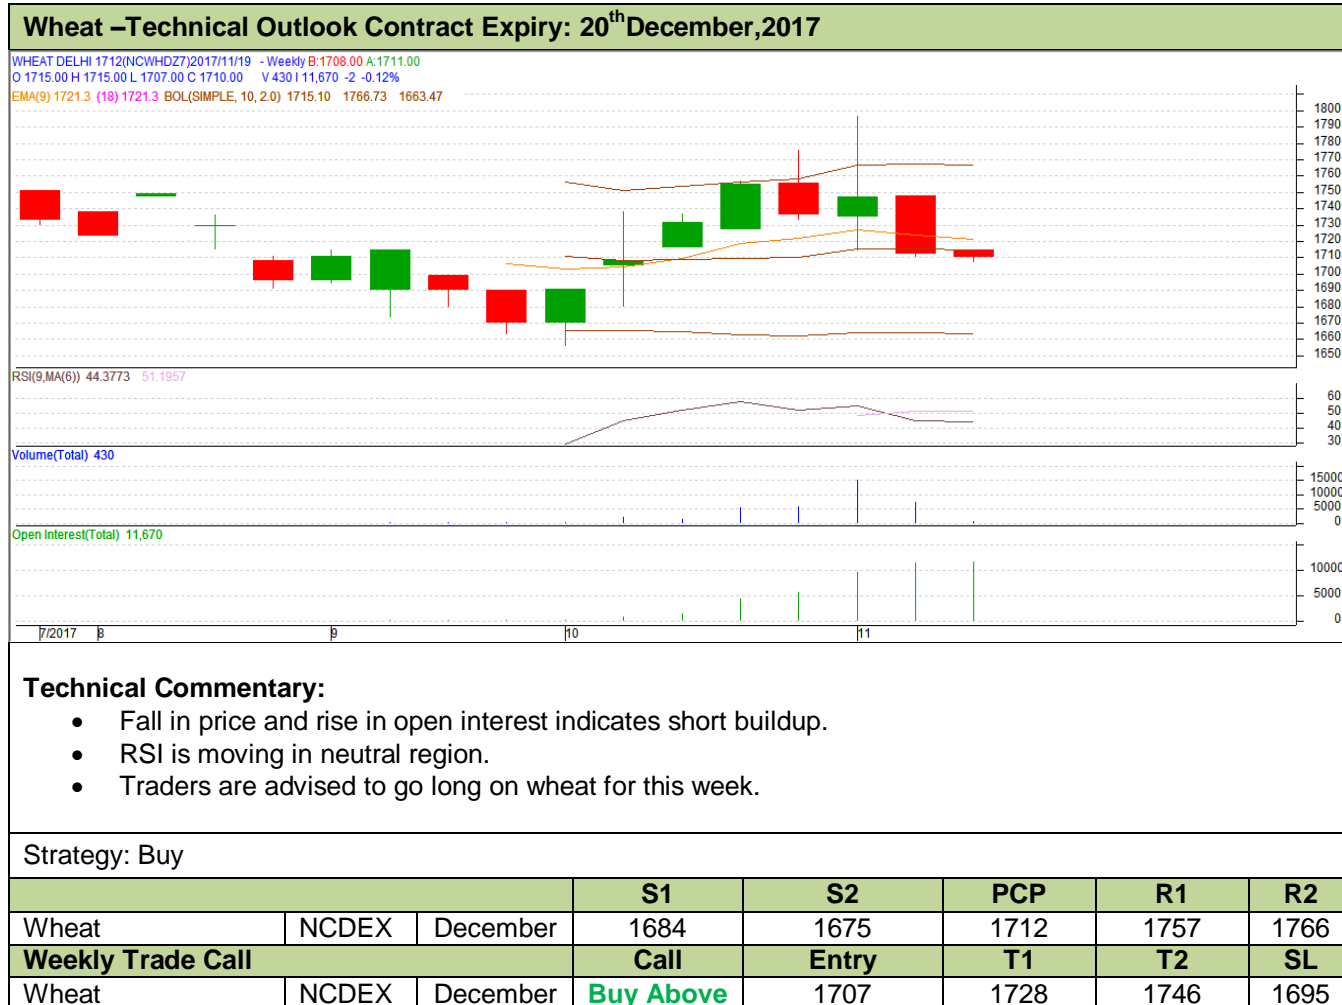 Wheat –Technical Outlook Contract Expiry: 20thDecember,2017
WHEAT DELHI 1712(NCWHDZ7)2017/11/19 - Weekly B:1708.00 A:1711.00
O 1715.00 H 1715.00 L 1707.00 C 1710.00 V 430 I 11,670 -2 -0.12%
EMA(9) 1721.3 (18) 1721.3 BOL(SIMPLE, 10, 2.0) 1715.10 1766.73 1663.47
1800
1790
1780
1770
1760
1750
1740
1730
1720
1710
1700
1690
1680
1670
1660
1650
RSI(9,MA(6)) 44.3773 51.1957
60
50
40
30
Volume(Total) 430
15000
10000
5000
0
Open Interest(Total) 11,670
10000
5000
0
7/2017 8 9 10 11
Technical Commentary:
• Fall in price and rise in open interest indicates short buildup.
• RSI is moving in neutral region.
• Traders are advised to go long on wheat for this week.
Strategy: Buy
S1 S2 PCP R1 R2
Wheat NCDEX December 1684 1675 1712 1757 1766
Weekly Trade Call Call Entry T1 T2 SL
Wheat NCDEX December Buy Above 1707 1728 1746 1695